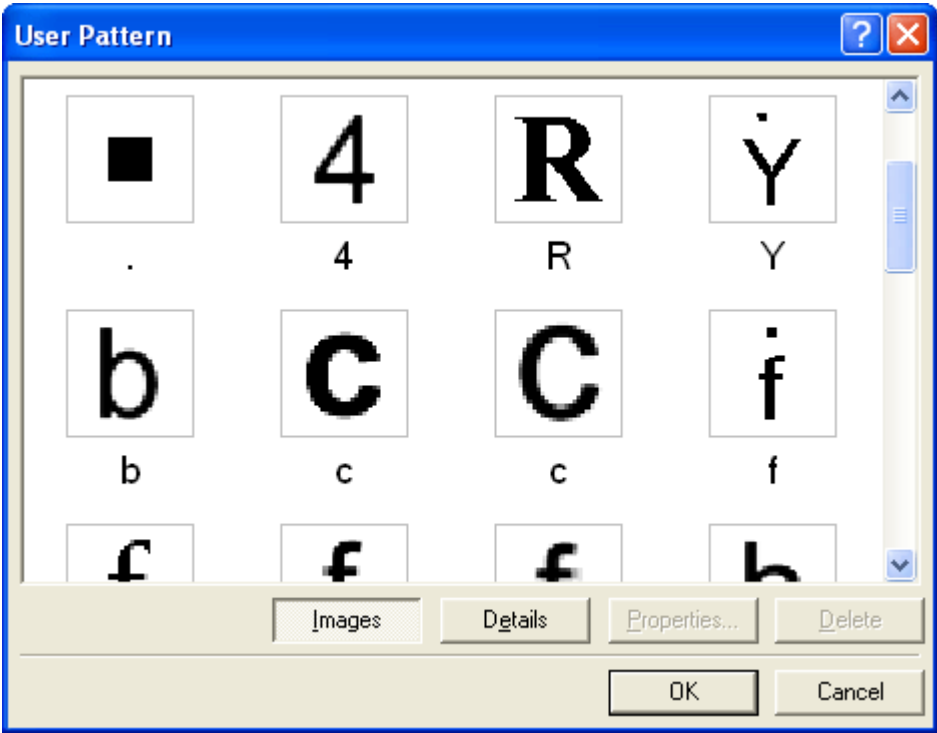 User Pattern
■ 4 R Ẏ
. 4 R Y
b c C ḟ
b c c f
f f f h
Images Details Properties... Delete
OK Cancel